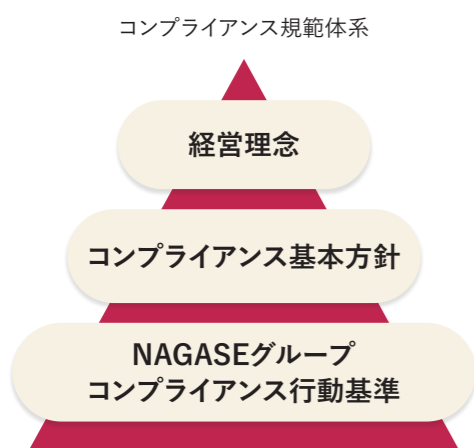 コンプライアンス規範体系
経営理念
コンプライアンス基本方針
NAGASEグループ
コンプライアンス行動基準